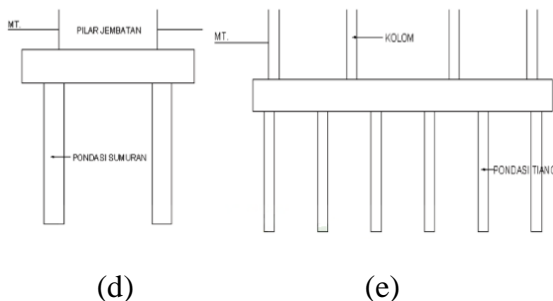 MT.
PILAR JEMBATAN
PONDASI SUMURAN
MT.
KOLOM
PONDASI TIANG
(d)
(e)